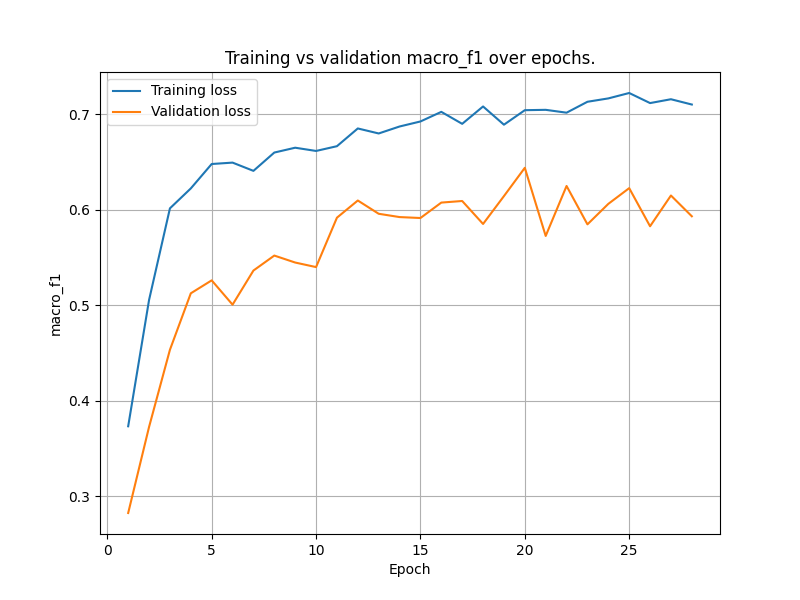 Training vs validation macro_f1 over epochs.
Training loss
Validation loss
0.7
0.6
0.5
0.4
0.3
macro_f1
0
5
10
15
20
25
Epoch